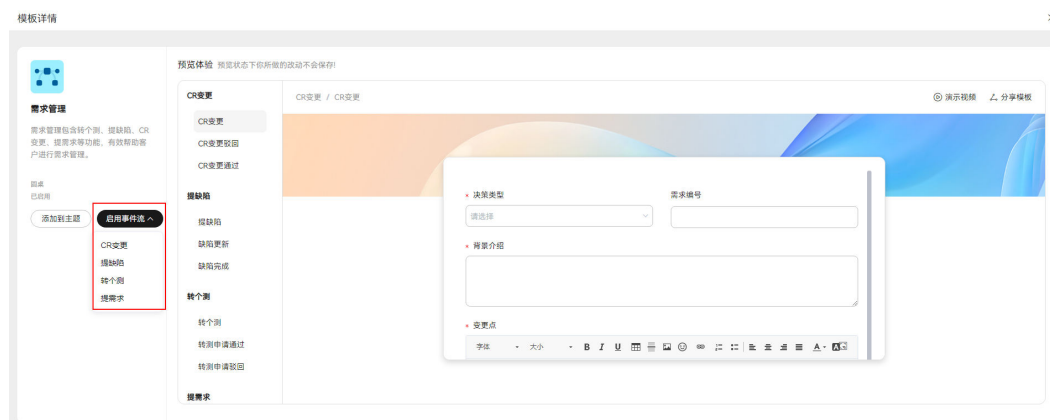 模板详情
需求管理
需求管理包含转个测、提缺陷、CR
变更、提需求等功能，有效帮助客
户进行需求管理。
圆桌
已启用
添加到主题
启用事件流
CR变更
提缺陷
转个测
提需求
预览体验 预览状态下你所做的改动不会保存!
CR变更
CR变更
CR变更驳回
CR变更通过
提缺陷
提缺陷
缺陷更新
缺陷完成
转个测
转个测
转测申请通过
转测申请驳回
提需求
CR变更 / CR变更
演示视频 分享模板
* 决策类型
请选择
需求编号
* 背景介绍
* 变更点
字体 大小 B I U A A